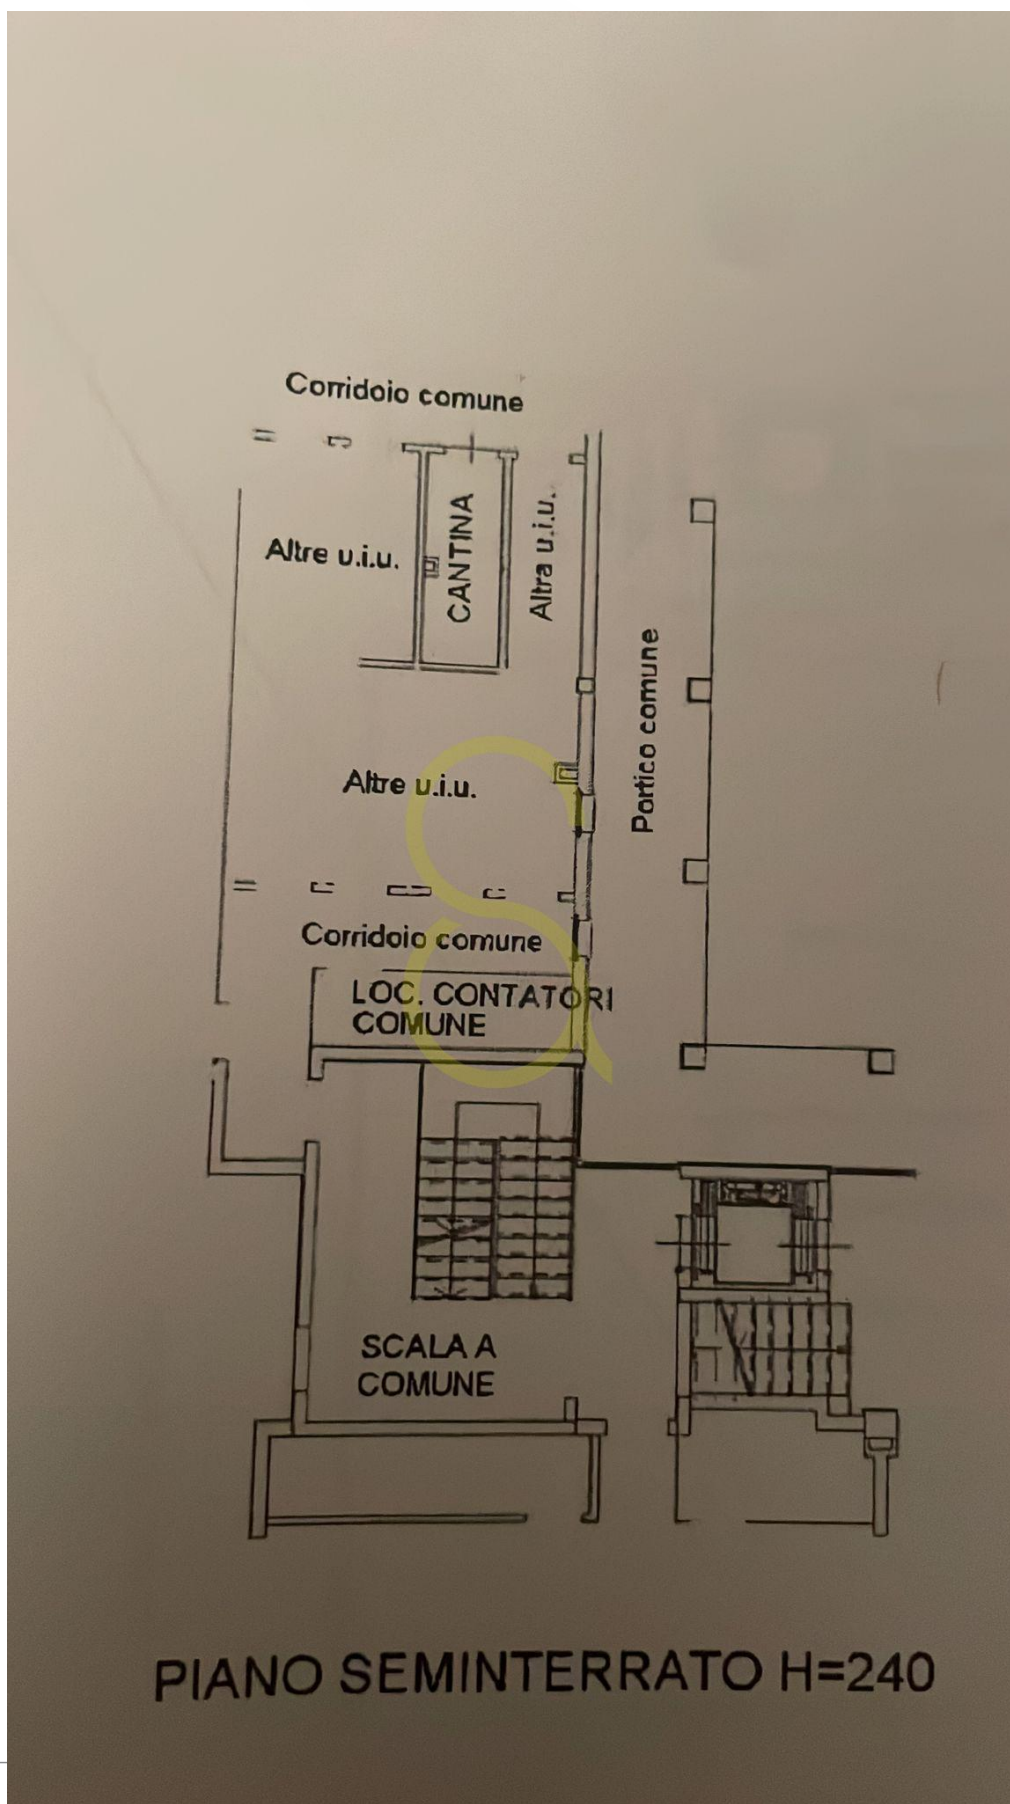 Corridoio comune
Altre u.i.u.
CANTINA
Altra u.i.u.
Portico comune
Altre u.i.u.
Corridoio comune
LOC. CONTATORI
COMUNE
SCALA A
COMUNE
PIANO SEMINTERRATO H=240